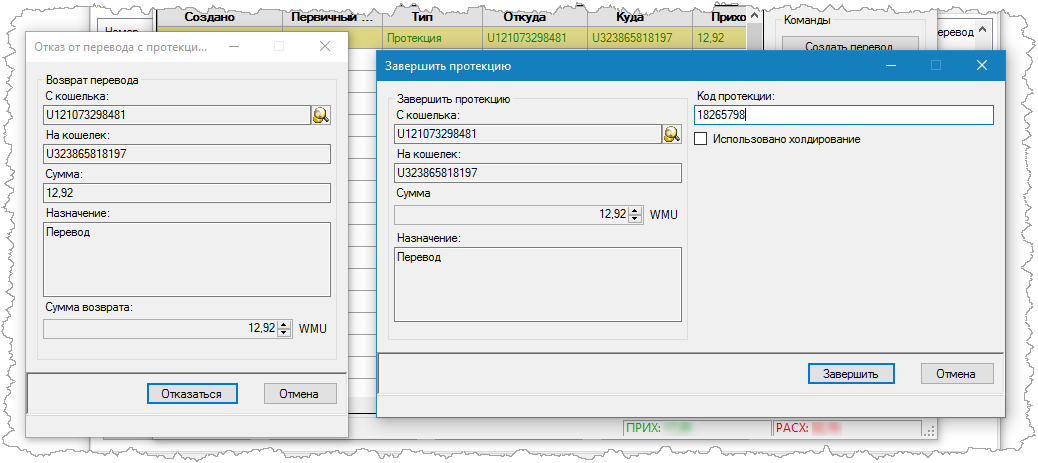 Создано Первичный ... Тип Откуда Куда Прихо
Команды
Номер
Протекция U121073298481 U323865818197 12,92
Создать перевод
еревод
Отказ от перевода с протекци...
Возврат перевода
С кошелька:
U121073298481
На кошелек:
U323865818197
Сумма:
12,92
Назначение:
Перевод
Сумма возврата:
12,92 WMU
Отказаться Отмена
Завершить протекцию
Завершить протекцию
С кошелька:
U121073298481
На кошелек:
U323865818197
Сумма
12,92 WMU
Назначение:
Перевод
Код протекции:
18265798
Использовано холдирование
Завершить Отмена
ПРИХ: РАСХ: